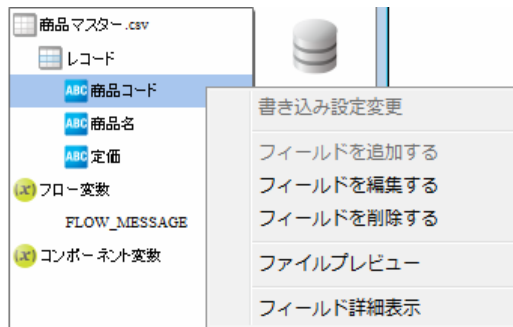 商品マスター.csv
レコード
ABC 商品コード
ABC 商品名
ABC 定価
(x) フロー変数
FLOW_MESSAGE
(x) コンポーネント変数
書き込み設定変更
フィールドを追加する
フィールドを編集する
フィールドを削除する
ファイルプレビュー
フィールド詳細表示